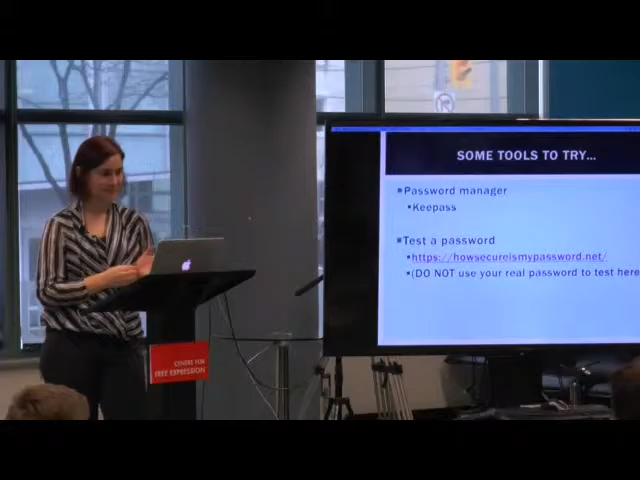 SOME TOOLS TO TRY...
▪Password manager
▪Keepass
▪Test a password
▪https://howsecureismypassword.net/
▪(DO NOT use your real password to test here
CENTRE FOR
FREE EXPRESSION